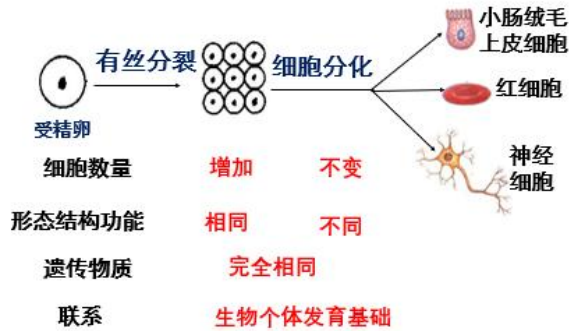 小肠绒毛
上皮细胞
有丝分裂
细胞分化
红细胞
受精卵
神经
细胞
细胞数量 增加 不变
形态结构功能 相同 不同
遗传物质 完全相同
联系 生物个体发育基础